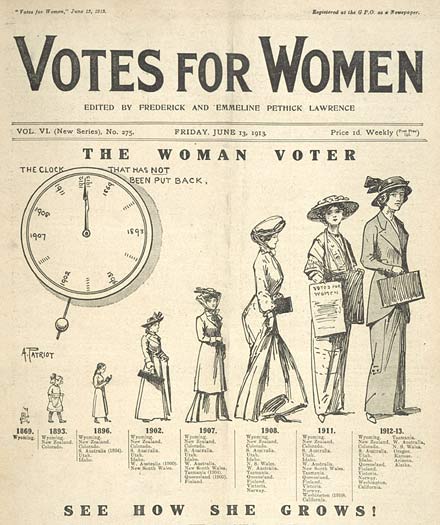 "Votes for Women," June 13, 1913.
Registered at the G.P.O. as a Newspaper.
VOTES FOR WOMEN
EDITED BY FREDERICK AND EMMELINE PETHICK LAWRENCE
VOL. VI. (New Series), No. 275.
FRIDAY, JUNE 13, 1913.
Price 1d. Weekly
THE WOMAN VOTER
THE CLOCK THAT HAS NOT
BEEN PUT BACK.
1911
1869
1908
1907
1893
1902
1896
A PATRIOT
VOTES FOR
WOMEN
1869.
Wyoming.
1893.
Wyoming.
New Zealand.
Colorado.
1896.
Wyoming.
New Zealand.
Colorado.
S. Australia (1894).
Utah.
Idaho.
1902.
Wyoming.
New Zealand.
Colorado.
S. Australia.
Utah.
Idaho.
W. Australia (1900).
New South Wales.
1907.
Wyoming.
New Zealand.
Colorado.
S. Australia.
Utah.
Idaho.
W. Australia.
New South Wales.
Tasmania
Queensland
Finland.
1908.
Wyoming.
New Zealand.
Colorado.
Idaho.
Utah.
S. Australia.
W. Australia.
Tasmania.
Queensland.
Finland.
Victoria.
Norway.
1911.
Wyoming.
New Zealand.
Colorado.
Idaho.
Utah.
S. Australia.
W. Australia.
New South Wales.
Tasmania.
Queensland.
Finland.
Victoria.
Norway.
Washington
California.
1912-13.
Wyoming.
New Zealand.
Colorado.
Utah.
Idaho.
Queensland.
Finland.
Victoria.
Norway.
Washington.
California.
Tasmania.
W. Australia.
S. Australia.
N. S. Wales.
Oregon.
Kansas.
Arizona.
Alaska.
SEE HOW SHE GROWS!